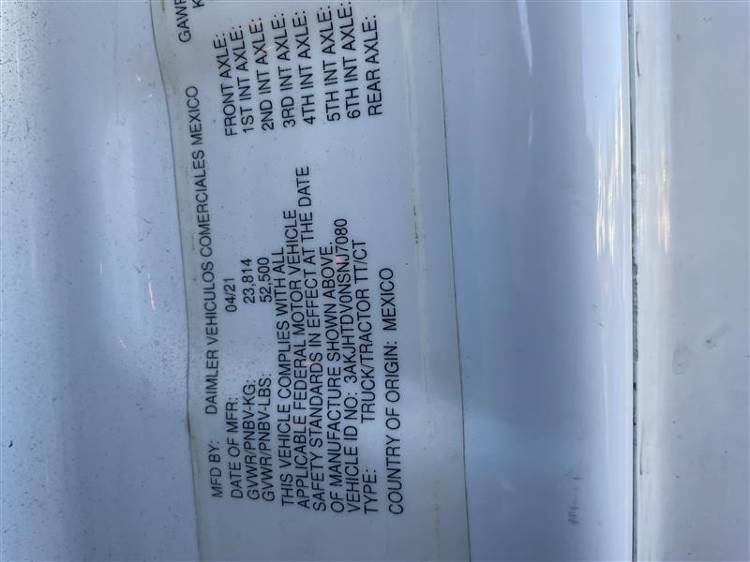 MFD BY: DAIMLER VEHICULOS COMERCIALES MEXICO
DATE OF MFR: 04/21
GVWR/PNBV-KG: 23,814
GVWR/PNBV-LBS: 52,500
THIS VEHICLE COMPLIES WITH ALL
APPLICABLE FEDERAL MOTOR VEHICLE
SAFETY STANDARDS IN EFFECT AT THE DATE
OF MANUFACTURE SHOWN ABOVE.
VEHICLE ID NO: 3AKJHTDV0NSNJ7080
TYPE: TRUCK/TRACTOR TT/CT
COUNTRY OF ORIGIN: MEXICO
FRONT AXLE:
1ST INT AXLE:
2ND INT AXLE:
3RD INT AXLE:
4TH INT AXLE:
5TH INT AXLE:
6TH INT AXLE:
REAR AXLE: